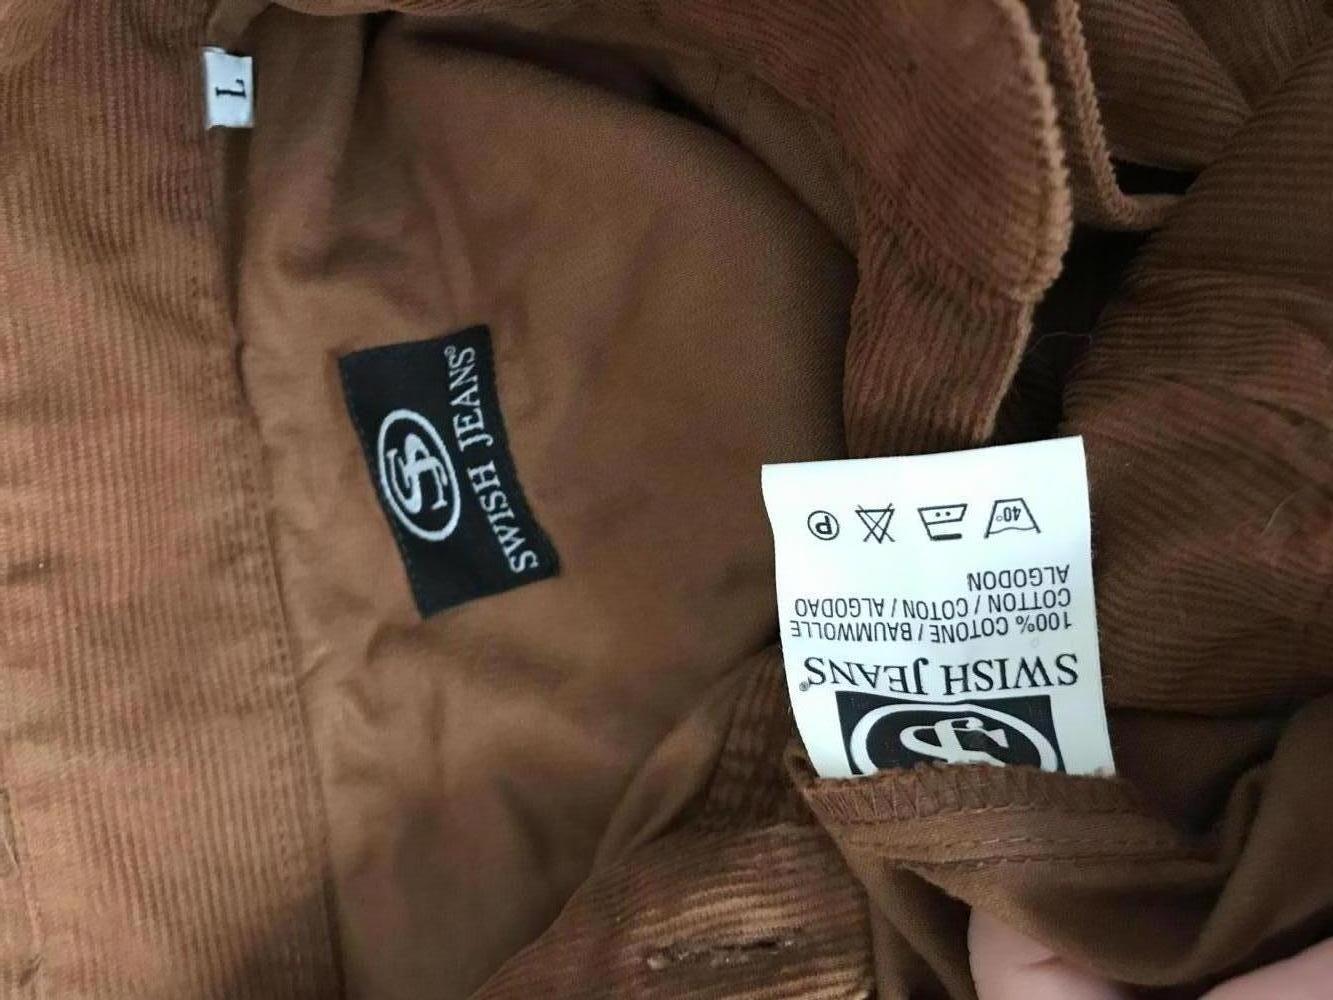 L
SWISH JEANS®
SWISH JEANS®
100% COTONE / BAUMWOLLE
COTTON / COTON / ALGODAO
ALGODON
40° P